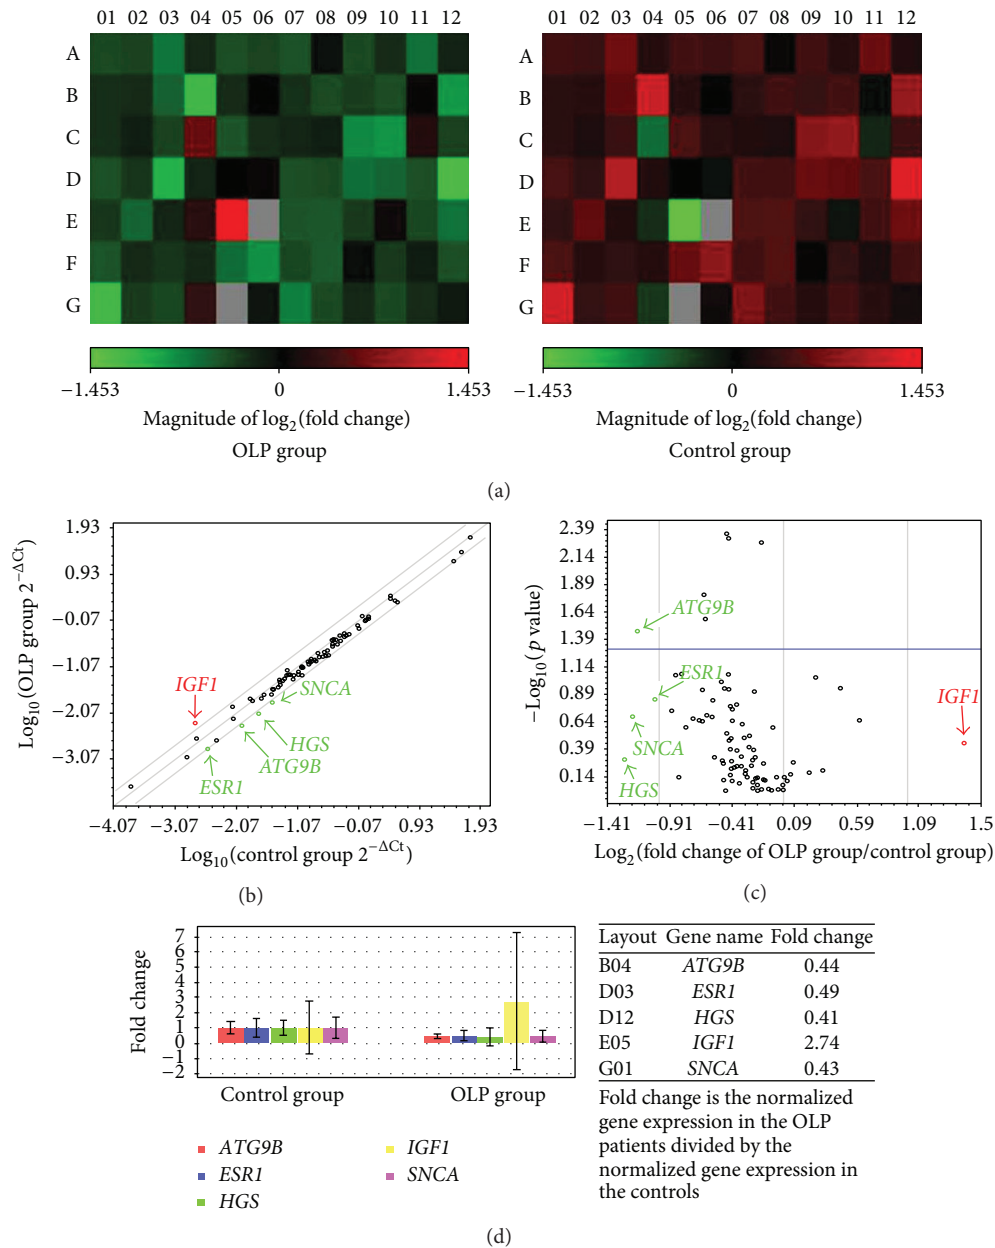 01 02 03 04 05 06 07 08 09 10 11 12
A
B
C
D
E
F
G
−1.453 0 1.453
Magnitude of log2(fold change)
OLP group
01 02 03 04 05 06 07 08 09 10 11 12
A
B
C
D
E
F
G
−1.453 0 1.453
Magnitude of log2(fold change)
Control group
(a)
Log10(OLP group 2−ΔCt)
1.93
0.93
−0.07
−1.07
−2.07
−3.07
IGF1
SNCA
HGS
ATG9B
ESR1
−4.07 −3.07 −2.07 −1.07 −0.07 0.93 1.93
Log10(control group 2−ΔCt)
(b)
−Log10(p value)
2.39
2.14
1.89
1.64
1.39
1.14
0.89
0.64
0.39
0.14
ATG9B
ESR1
IGF1
SNCA
HGS
−1.41 −0.91 −0.41 0.09 0.59 1.09 1.5
Log2(fold change of OLP group/control group)
(c)
Fold change
7
6
5
4
3
2
1
0
−1
−2
Control group OLP group
ATG9B
ESR1
HGS
IGF1
SNCA
Layout Gene name Fold change
B04 ATG9B 0.44
D03 ESR1 0.49
D12 HGS 0.41
E05 IGF1 2.74
G01 SNCA 0.43
Fold change is the normalized
gene expression in the OLP
patients divided by the
normalized gene expression in
the controls
(d)